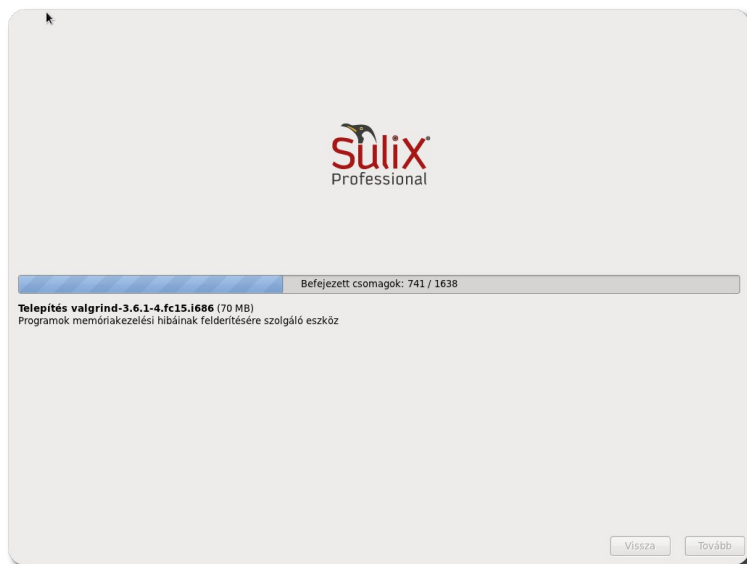 SuliX
Professional
Befejezett csomagok: 741 / 1638
Telepítés valgrind-3.6.1-4.fc15.i686 (70 MB)
Programok memóriakezelési hibáinak felderítésére szolgáló eszköz
Vissza
Tovább